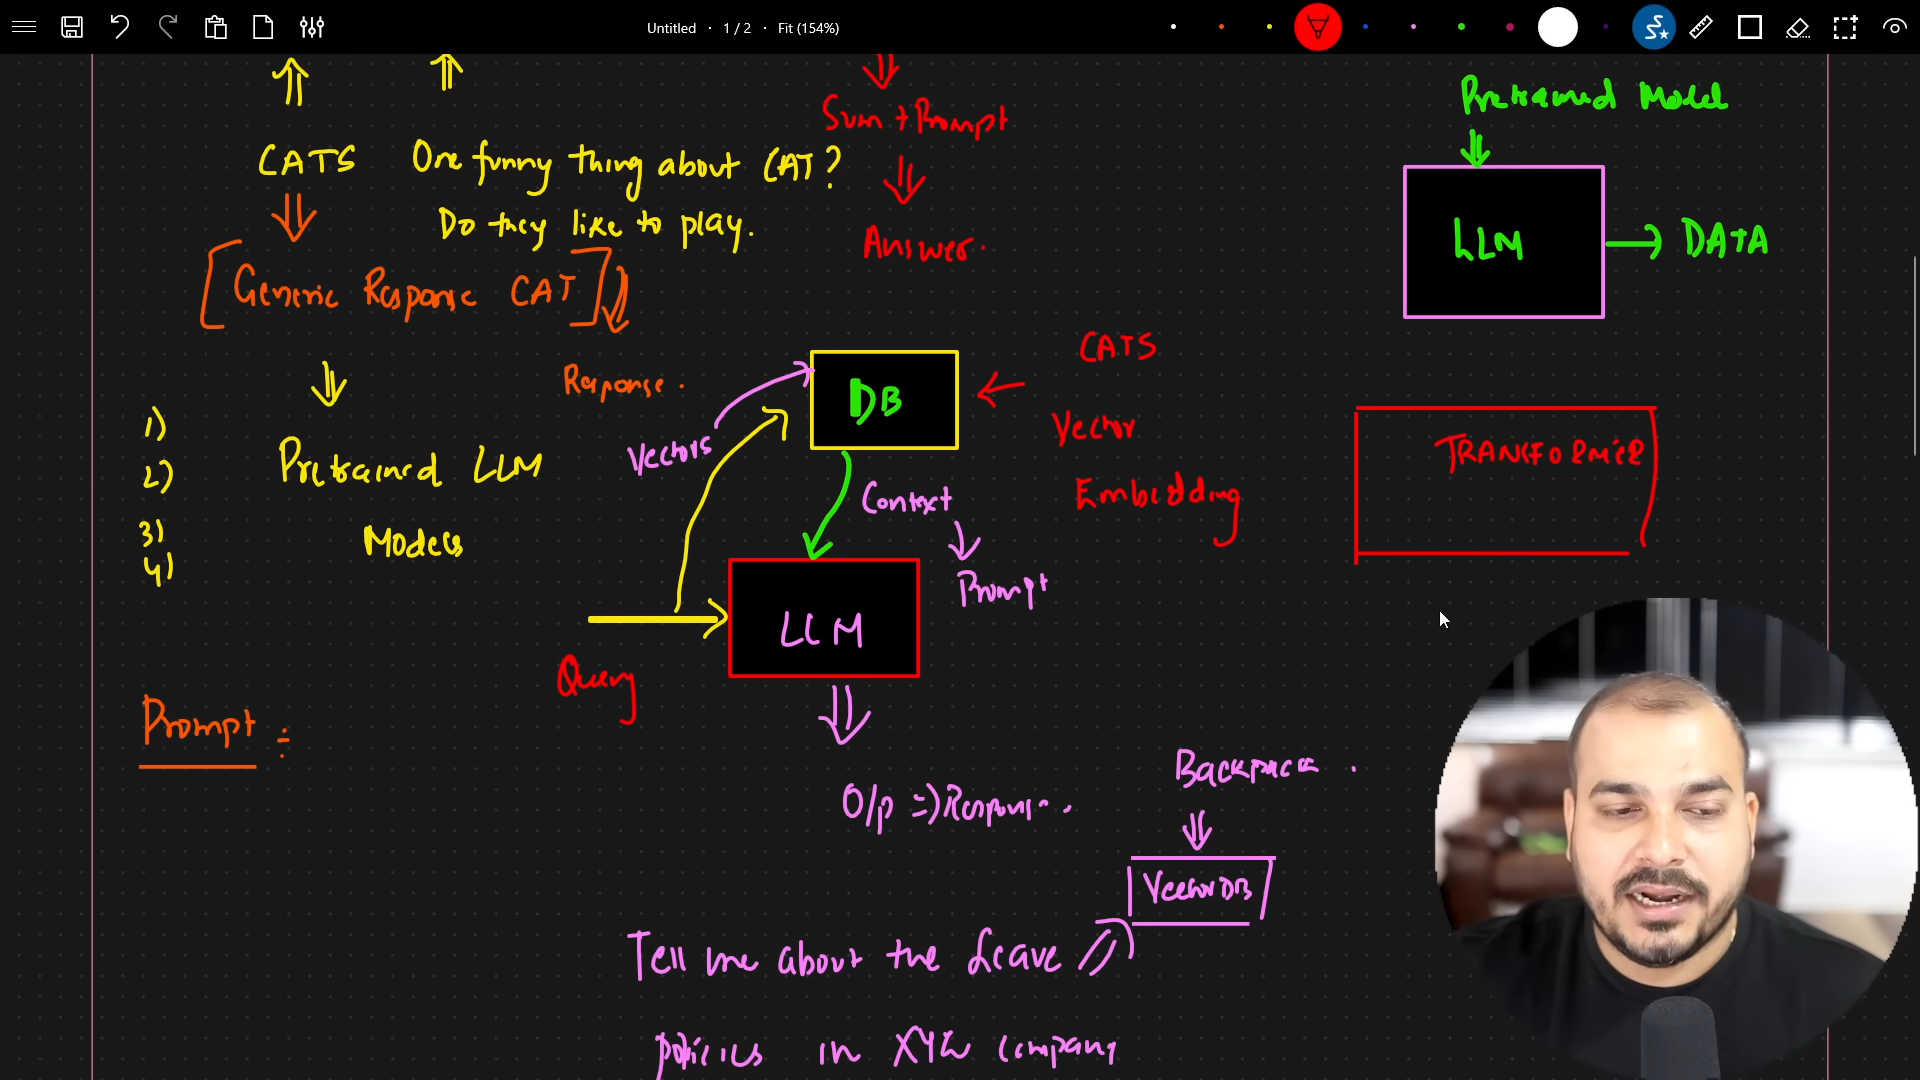 Untitled • 1 / 2 • Fit (154%)
Sum + Prompt
Pretrained Model
CATS One funny thing about CAT?
Do they like to play.
Answer.
LLM → DATA
[Generic Response CAT]
CATS
Response.
DB
1)
2)
3)
4)
Pretrained LLM
Models
Vectors
Vector
Embedding
TRANSFORMER
Context
Prompt
LLM
Query
Prompt :
O/p => Response.
Backpack .
VectorDB
Tell me about the Leave
policies in XYZ company